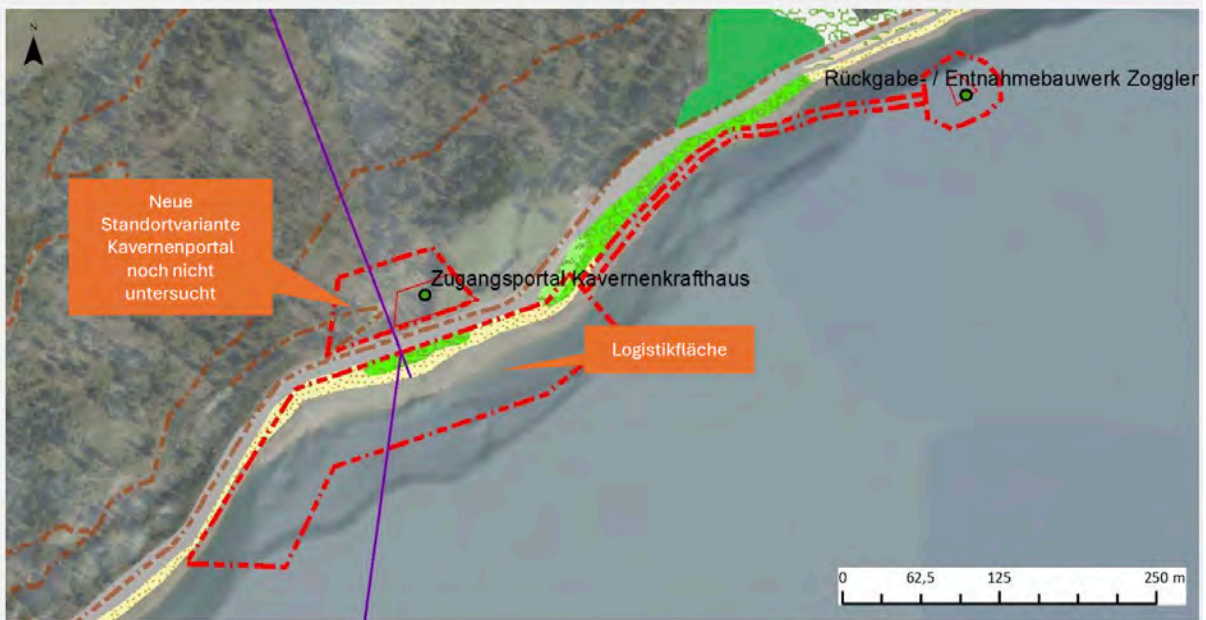 N
Rückgabe- / Entnahmebauwerk Zoggler
Neue
Standortvariante
Kavernenportal
noch nicht
untersucht
Zugangsportal Kavernenkrafthaus
Logistikfläche
0 62,5 125 250 m